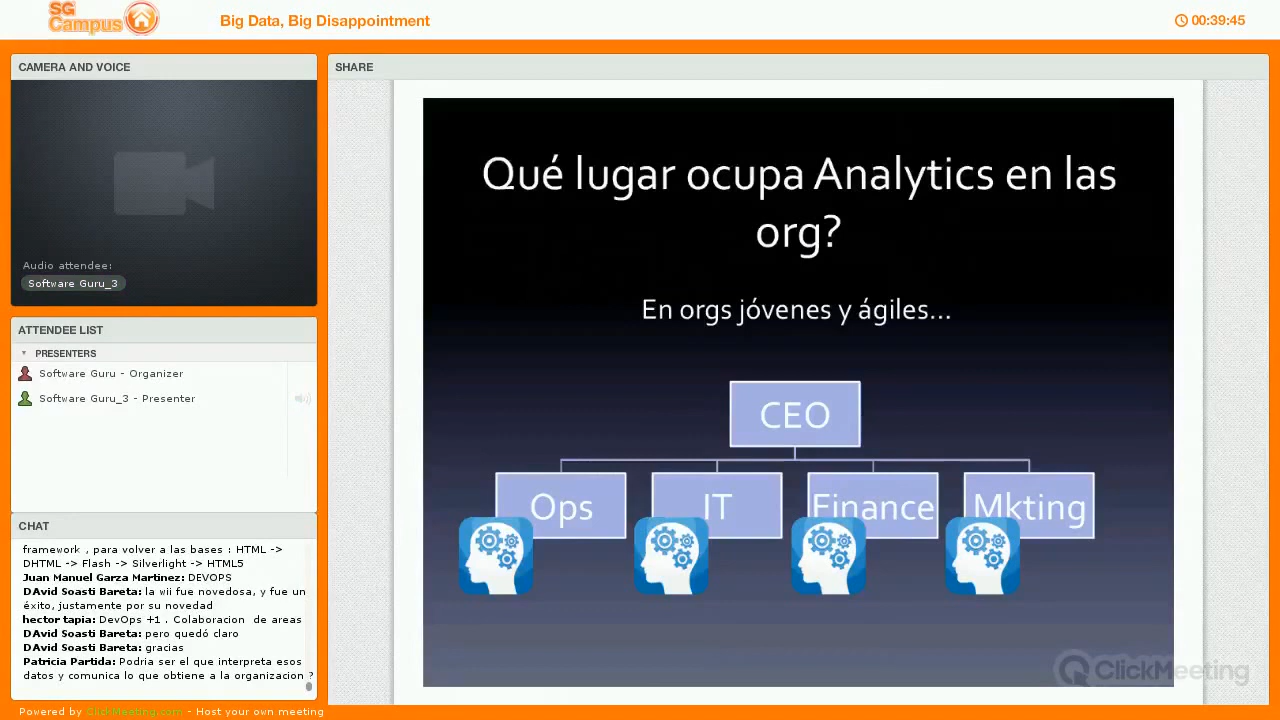 SG
Campus
Big Data, Big Disappointment
00:39:45
CAMERA AND VOICE
Audio attendee:
Software Guru_3
ATTENDEE LIST
PRESENTERS
Software Guru - Organizer
Software Guru_3 - Presenter
CHAT
framework , para volver a las bases : HTML ->
DHTML -> Flash -> Silverlight -> HTML5
Juan Manuel Garza Martinez: DEVOPS
DAvid Soasti Bareta: la wii fue novedosa, y fue un
éxito, justamente por su novedad
hector tapia: DevOps +1 . Colaboracion de areas
DAvid Soasti Bareta: pero quedó claro
DAvid Soasti Bareta: gracias
Patricia Partida: Podria ser el que interpreta esos
datos y comunica lo que obtiene a la organizacion ?
Powered by ClickMeeting.com - Host your own meeting
SHARE
Qué lugar ocupa Analytics en las
org?
En orgs jóvenes y ágiles...
CEO
Ops IT Finance Mkting
ClickMeeting